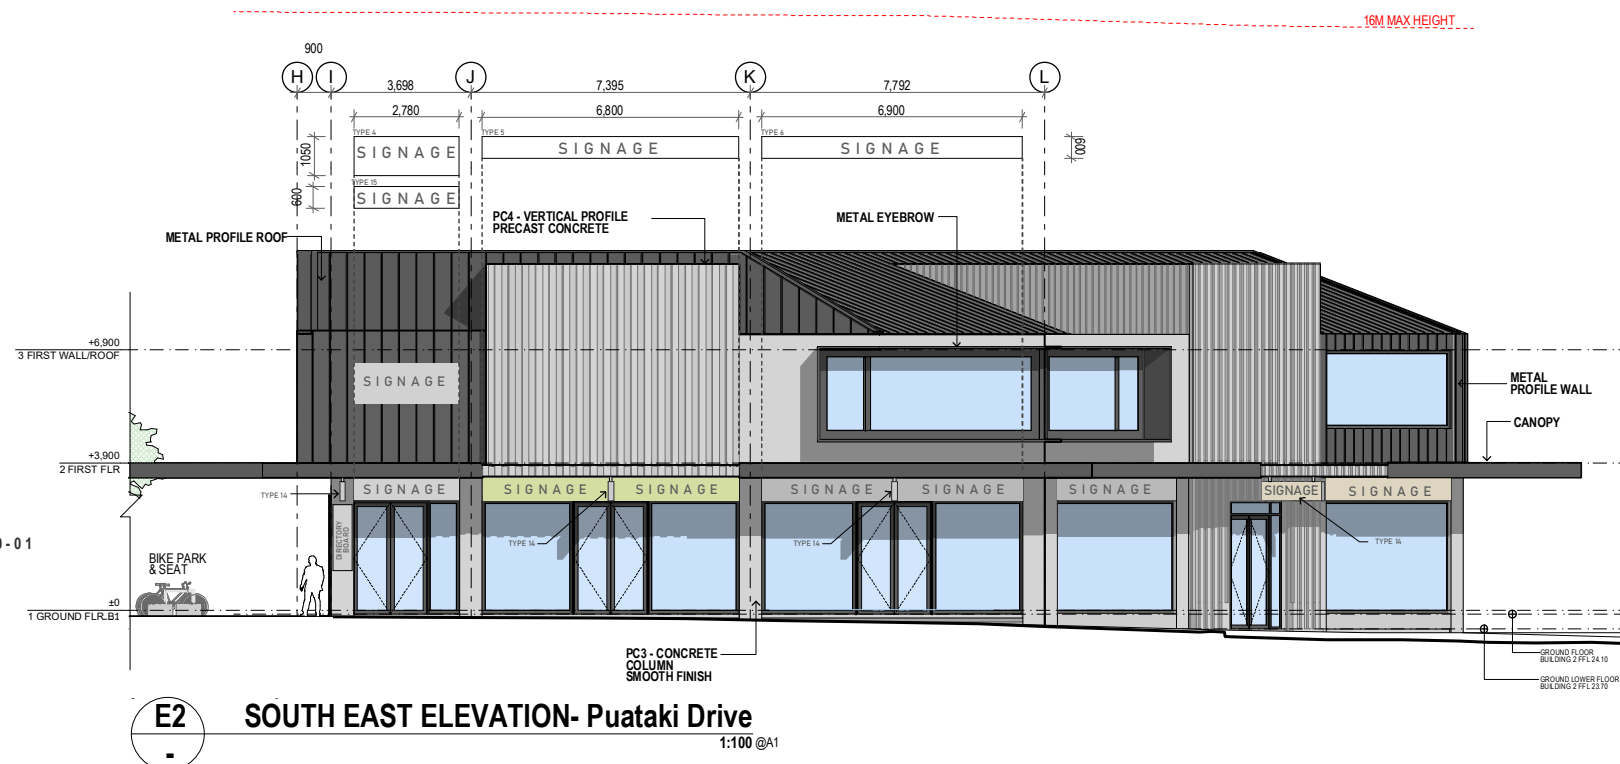 16M MAX HEIGHT
900
H
I
J
K
L
3,698
7,395
7,792
2,780
6,800
6,900
TYPE 4
TYPE 5
TYPE 6
SIGNAGE
SIGNAGE
SIGNAGE
1050
600
TYPE 15
SIGNAGE
600
PC4 - VERTICAL PROFILE
PRECAST CONCRETE
METAL EYEBROW
METAL PROFILE ROOF
+6,900
3 FIRST WALL/ROOF
SIGNAGE
METAL
PROFILE WALL
CANOPY
+3,900
2 FIRST FLR
TYPE 14
SIGNAGE
SIGNAGE
SIGNAGE
SIGNAGE
SIGNAGE
SIGNAGE
SIGNAGE
SIGNAGE
DIRECTORY
BOARD
TYPE 14
TYPE 14
TYPE 14
0-01
BIKE PARK
& SEAT
±0
1 GROUND FLR_B1
PC3 - CONCRETE
COLUMN
SMOOTH FINISH
GROUND FLOOR
BUILDING 2 FFL 24.10
GROUND LOWER FLOOR
BUILDING 2 FFL 23.70
E2
-
SOUTH EAST ELEVATION- Puataki Drive
1:100 @A1